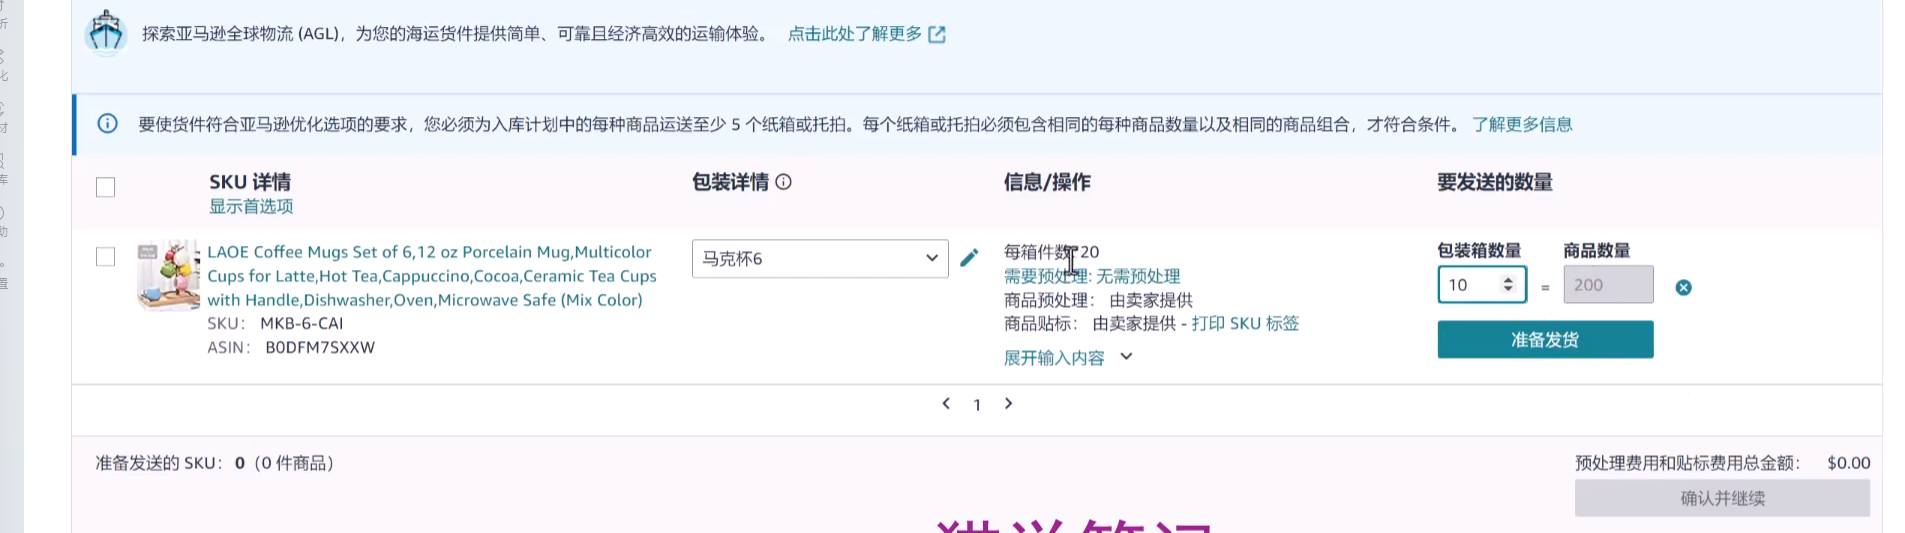 探索亚马逊全球物流 (AGL)，为您的海运货件提供简单、可靠且经济高效的运输体验。 点击此处了解更多
要使货件符合亚马逊优化选项的要求，您必须为入库计划中的每种商品运送至少 5 个纸箱或托拍。每个纸箱或托拍必须包含相同的每种商品数量以及相同的商品组合，才符合条件。 了解更多信息
SKU 详情
显示首选项
包装详情
信息/操作
要发送的数量
LAOE Coffee Mugs Set of 6,12 oz Porcelain Mug,Multicolor
Cups for Latte,Hot Tea,Cappuccino,Cocoa,Ceramic Tea Cups
with Handle,Dishwasher,Oven,Microwave Safe (Mix Color)
SKU： MKB-6-CAI
ASIN： B0DFM7SXXW
马克杯6
每箱件数: 20
需要预处理: 无需预处理
商品预处理： 由卖家提供
商品贴标： 由卖家提供 - 打印 SKU 标签
展开输入内容
包装箱数量 商品数量
10 = 200
准备发货
1
准备发送的 SKU： 0（0 件商品）
预处理费用和贴标费用总金额： $0.00
确认并继续